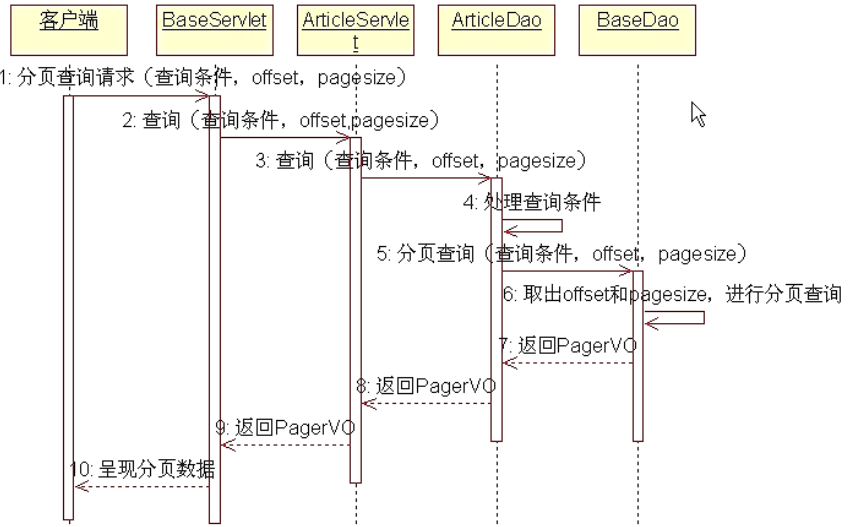 客户端
BaseServlet
ArticleServle
t
ArticleDao
BaseDao
1: 分页查询请求（查询条件，offset，pagesize）
2: 查询（查询条件，offset,pagesize）
3: 查询（查询条件，offset，pagesize）
4: 处理查询条件
5: 分页查询（查询条件，offset，pagesize）
6: 取出offset和pagesize，进行分页查询
7: 返回PagerVO
8: 返回PagerVO
9: 返回PagerVO
10: 呈现分页数据